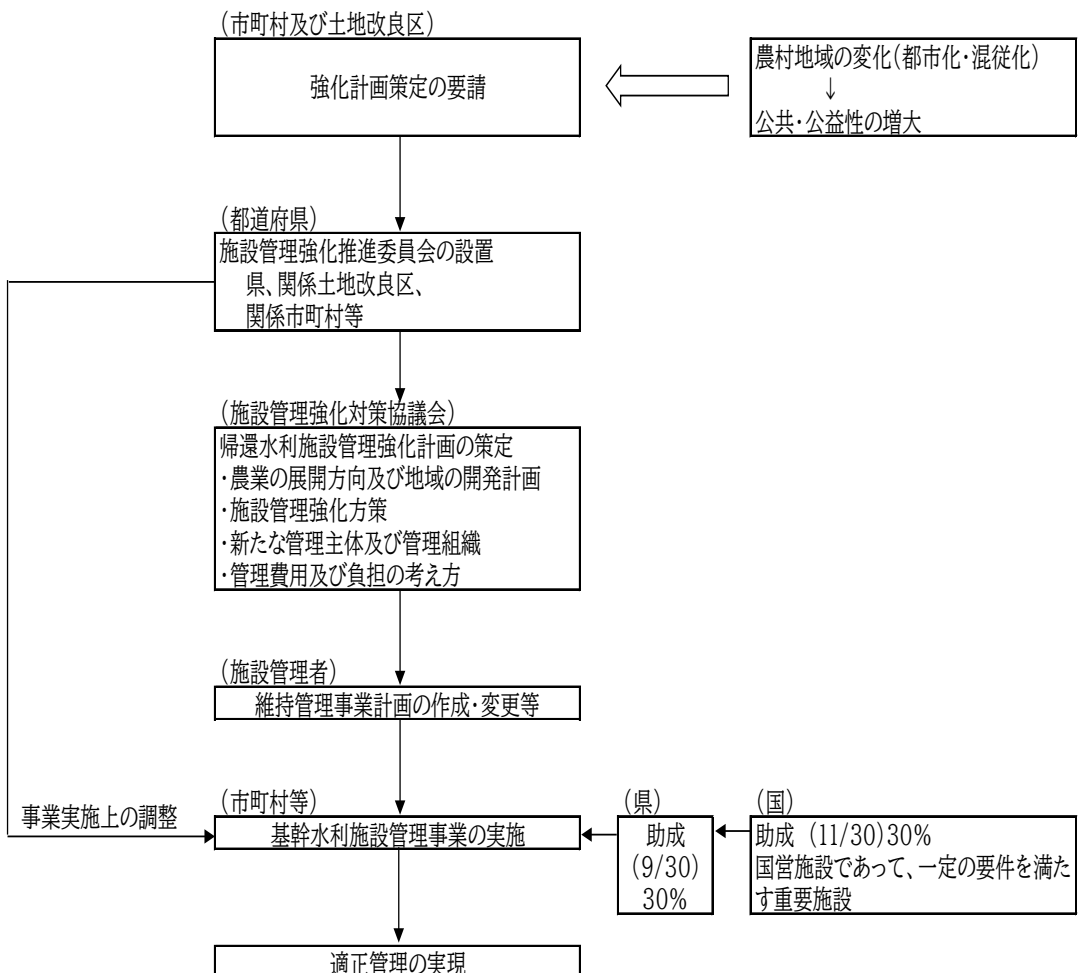 (市町村及び土地改良区)
強化計画策定の要請
農村地域の変化(都市化・混従化)
↓
公共・公益性の増大
(都道府県)
施設管理強化推進委員会の設置
県、関係土地改良区、
関係市町村等
(施設管理強化対策協議会)
帰還水利施設管理強化計画の策定
・農業の展開方向及び地域の開発計画
・施設管理強化方策
・新たな管理主体及び管理組織
・管理費用及び負担の考え方
(施設管理者)
維持管理事業計画の作成・変更等
事業実施上の調整
(市町村等)
基幹水利施設管理事業の実施
(県)
助成
(9/30)
30%
(国)
助成 (11/30)30%
国営施設であって、一定の要件を満た
す重要施設
適正管理の実現